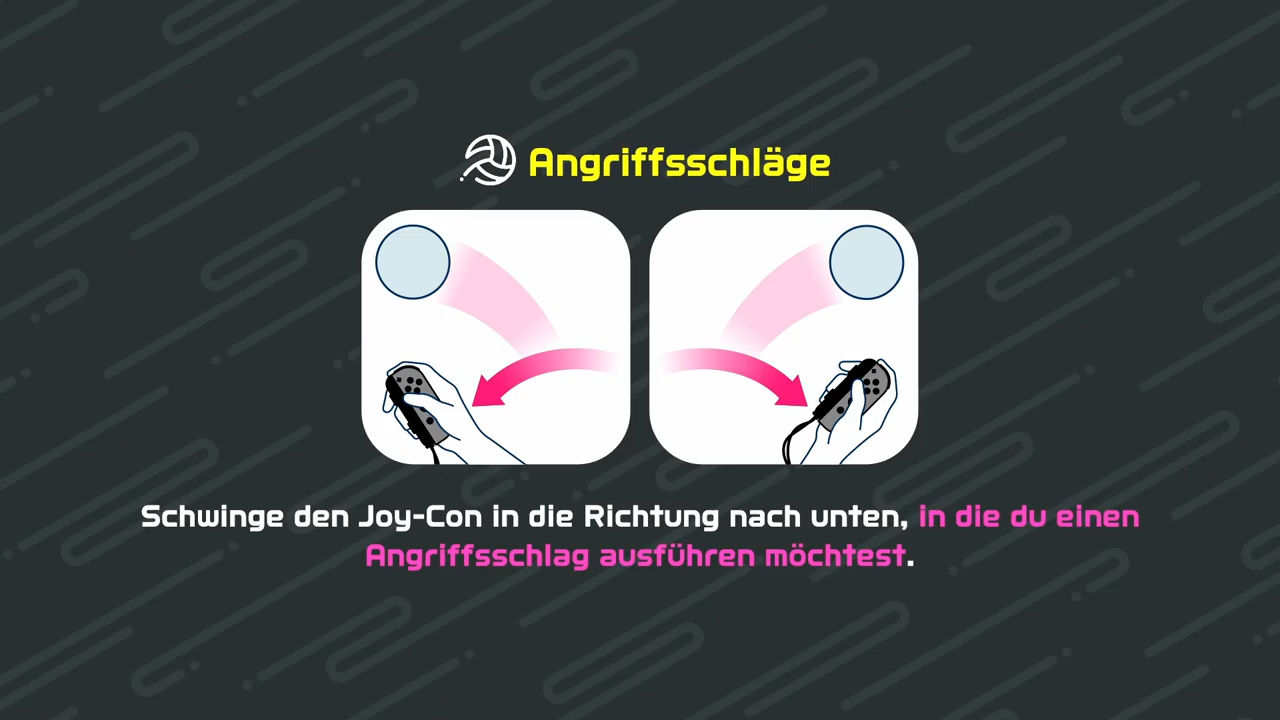 Angriffsschläge
Schwinge den Joy-Con in die Richtung nach unten, in die du einen
Angriffsschlag ausführen möchtest.